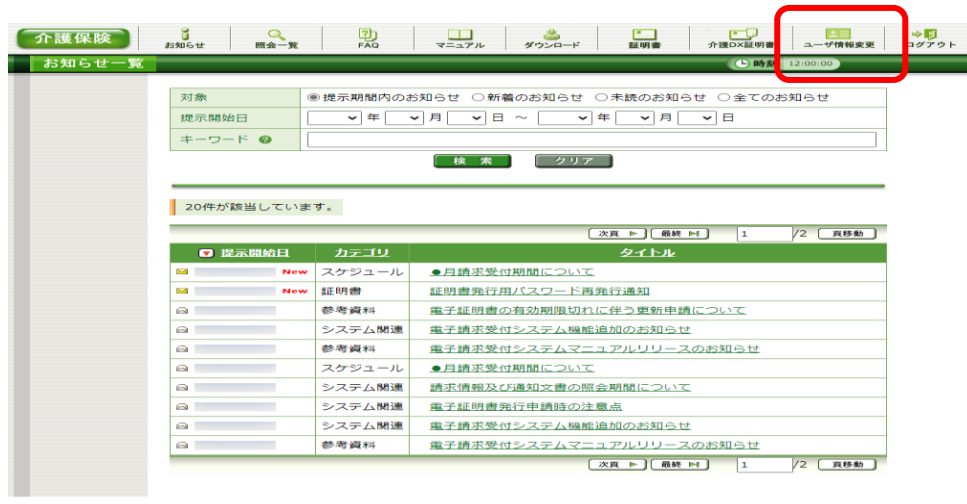 介護保険
お知らせ 照会一覧 FAQ マニュアル ダウンロード 証明書 介護DX証明書 ユーザ情報変更 ログアウト
お知らせ一覧 時刻 12:00:00
対象 提示期間内のお知らせ 新着のお知らせ 未読のお知らせ 全てのお知らせ
提示開始日 年 月 日 ～ 年 月 日
キーワード ?
検 索 クリア
20件が該当しています。
次頁 最終 1 /2 頁移動
提示開始日 カテゴリ タイトル
New スケジュール ●月請求受付期間について
New 証明書 証明書発行用パスワード再発行通知
参考資料 電子証明書の有効期限切れに伴う更新申請について
システム関連 電子請求受付システム機能追加のお知らせ
参考資料 電子請求受付システムマニュアルリリースのお知らせ
スケジュール ●月請求受付期間について
システム関連 請求情報及び通知文書の照会期間について
システム関連 電子証明書発行申請時の注意点
システム関連 電子請求受付システム機能追加のお知らせ
参考資料 電子請求受付システムマニュアルリリースのお知らせ
次頁 最終 1 /2 頁移動